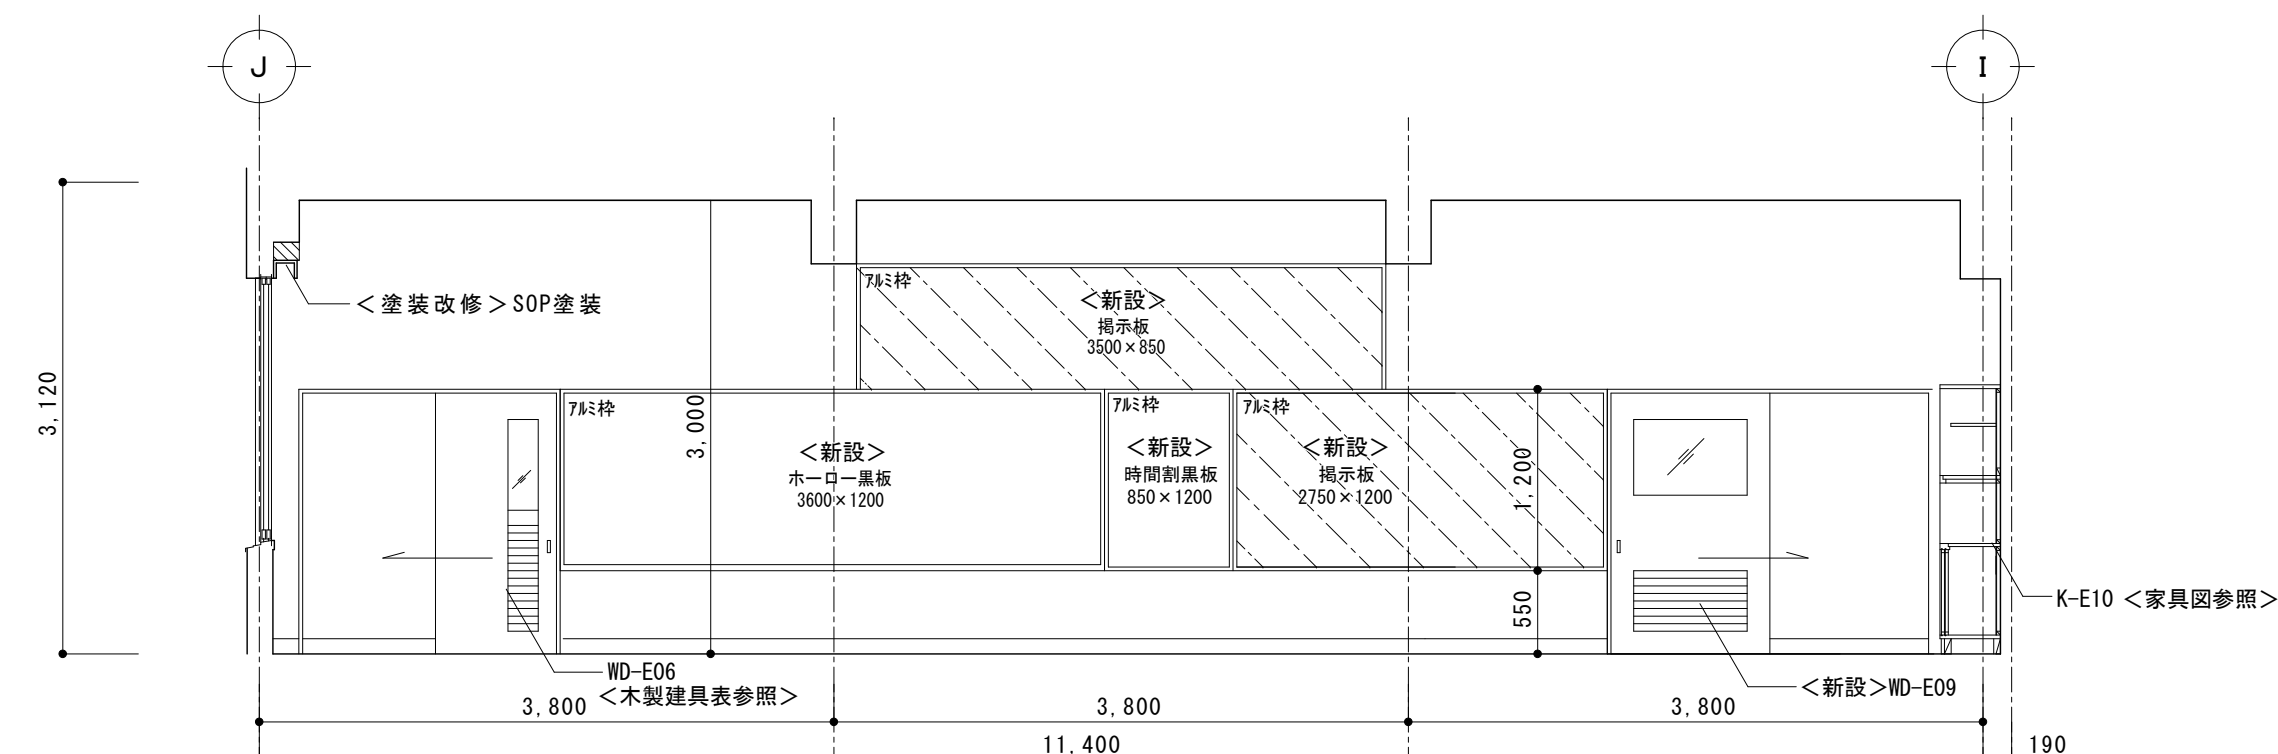 J
I
3,120
<塗装改修>SOP塗装
ｱﾙﾐ枠
<新設>
掲示板
3500×850
3,000
ｱﾙﾐ枠
<新設>
ホーロー黒板
3600×1200
ｱﾙﾐ枠
<新設>
時間割黒板
850×1200
ｱﾙﾐ枠
<新設>
掲示板
2750×1200
1,200
550
K-E10 <家具図参照>
WD-E06
<木製建具表参照>
<新設>WD-E09
3,800
3,800
3,800
11,400
190